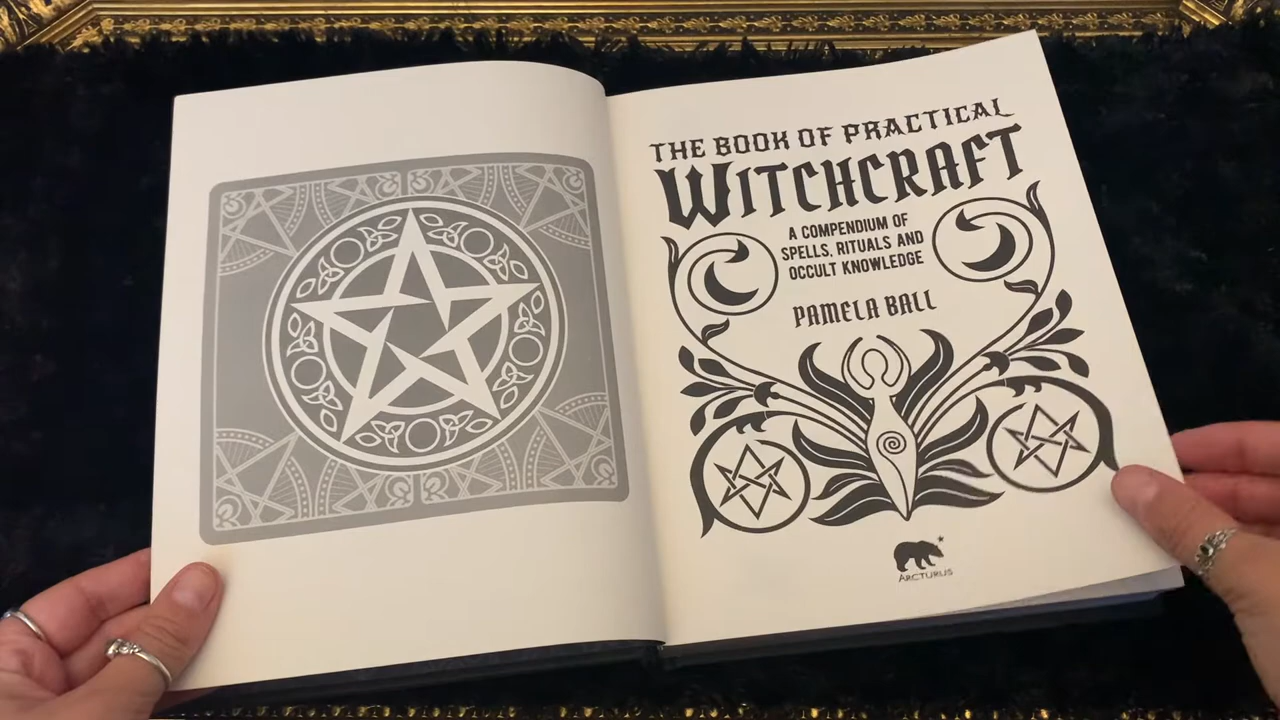 THE BOOK OF PRACTICAL
WITCHCRAFT
A COMPENDIUM OF
SPELLS, RITUALS AND
OCCULT KNOWLEDGE
PAMELA BALL
ARCTURUS